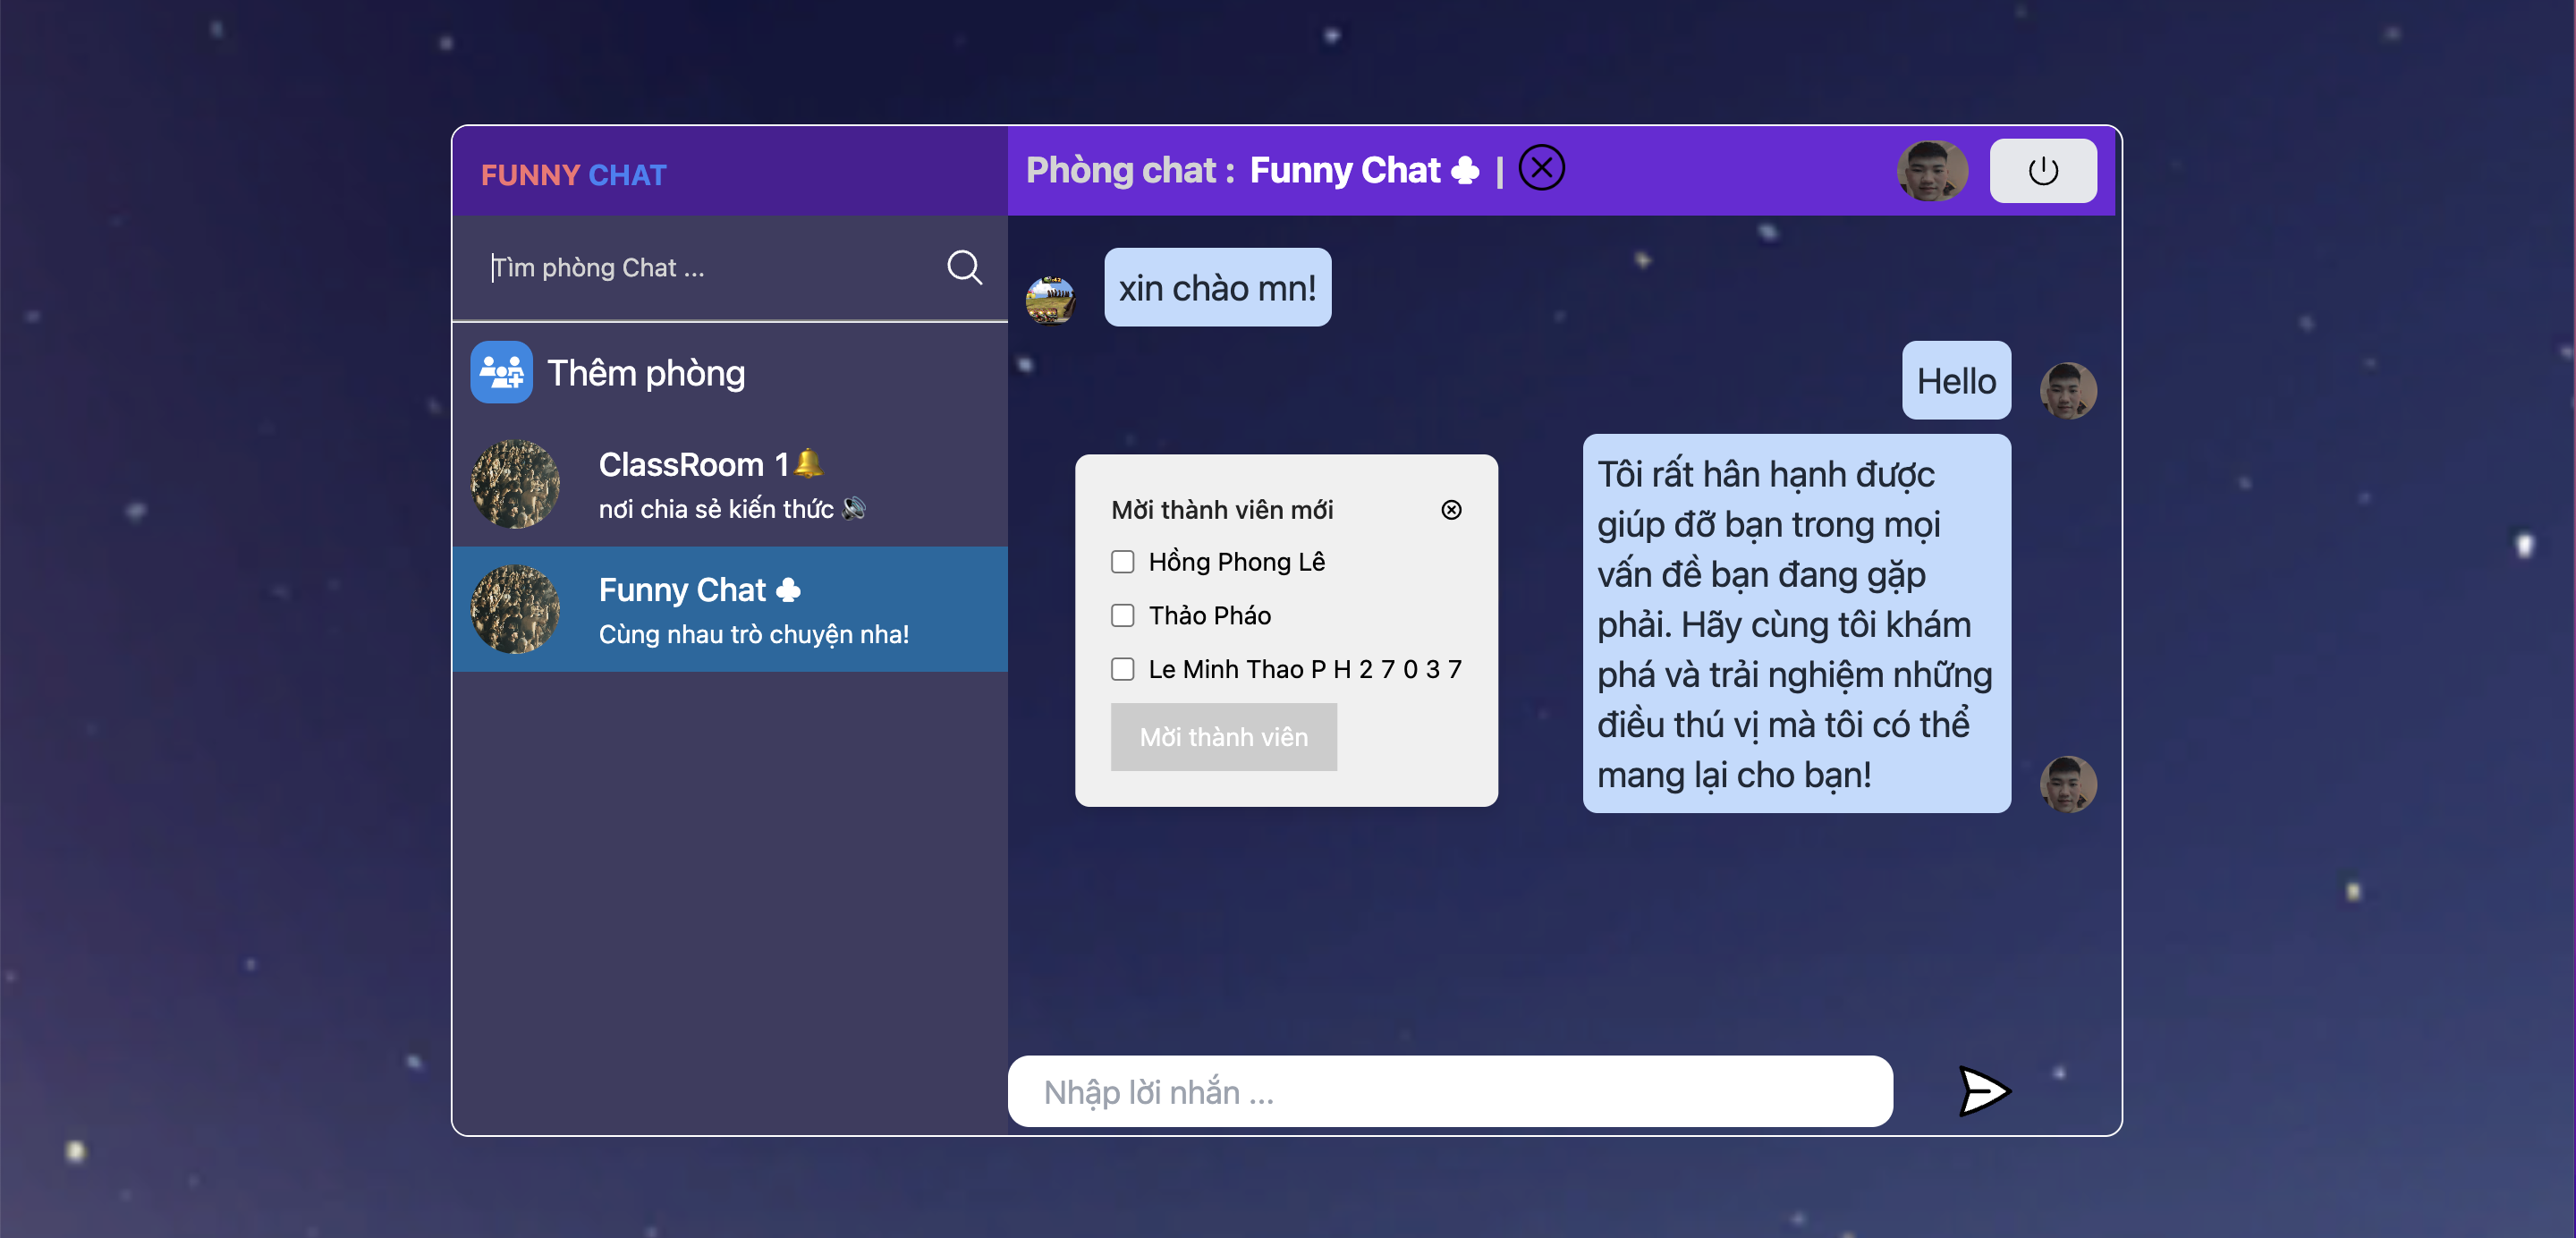 FUNNY CHAT
Tìm phòng Chat ...
Thêm phòng
ClassRoom 1🔔
nơi chia sẻ kiến thức 🔊
Funny Chat ♣
Cùng nhau trò chuyện nha!
Phòng chat : Funny Chat ♣ |
xin chào mn!
Hello
Tôi rất hân hạnh được
giúp đỡ bạn trong mọi
vấn đề bạn đang gặp
phải. Hãy cùng tôi khám
phá và trải nghiệm những
điều thú vị mà tôi có thể
mang lại cho bạn!
Mời thành viên mới
Hồng Phong Lê
Thảo Pháo
Le Minh Thao P H 2 7 0 3 7
Mời thành viên
Nhập lời nhắn ...